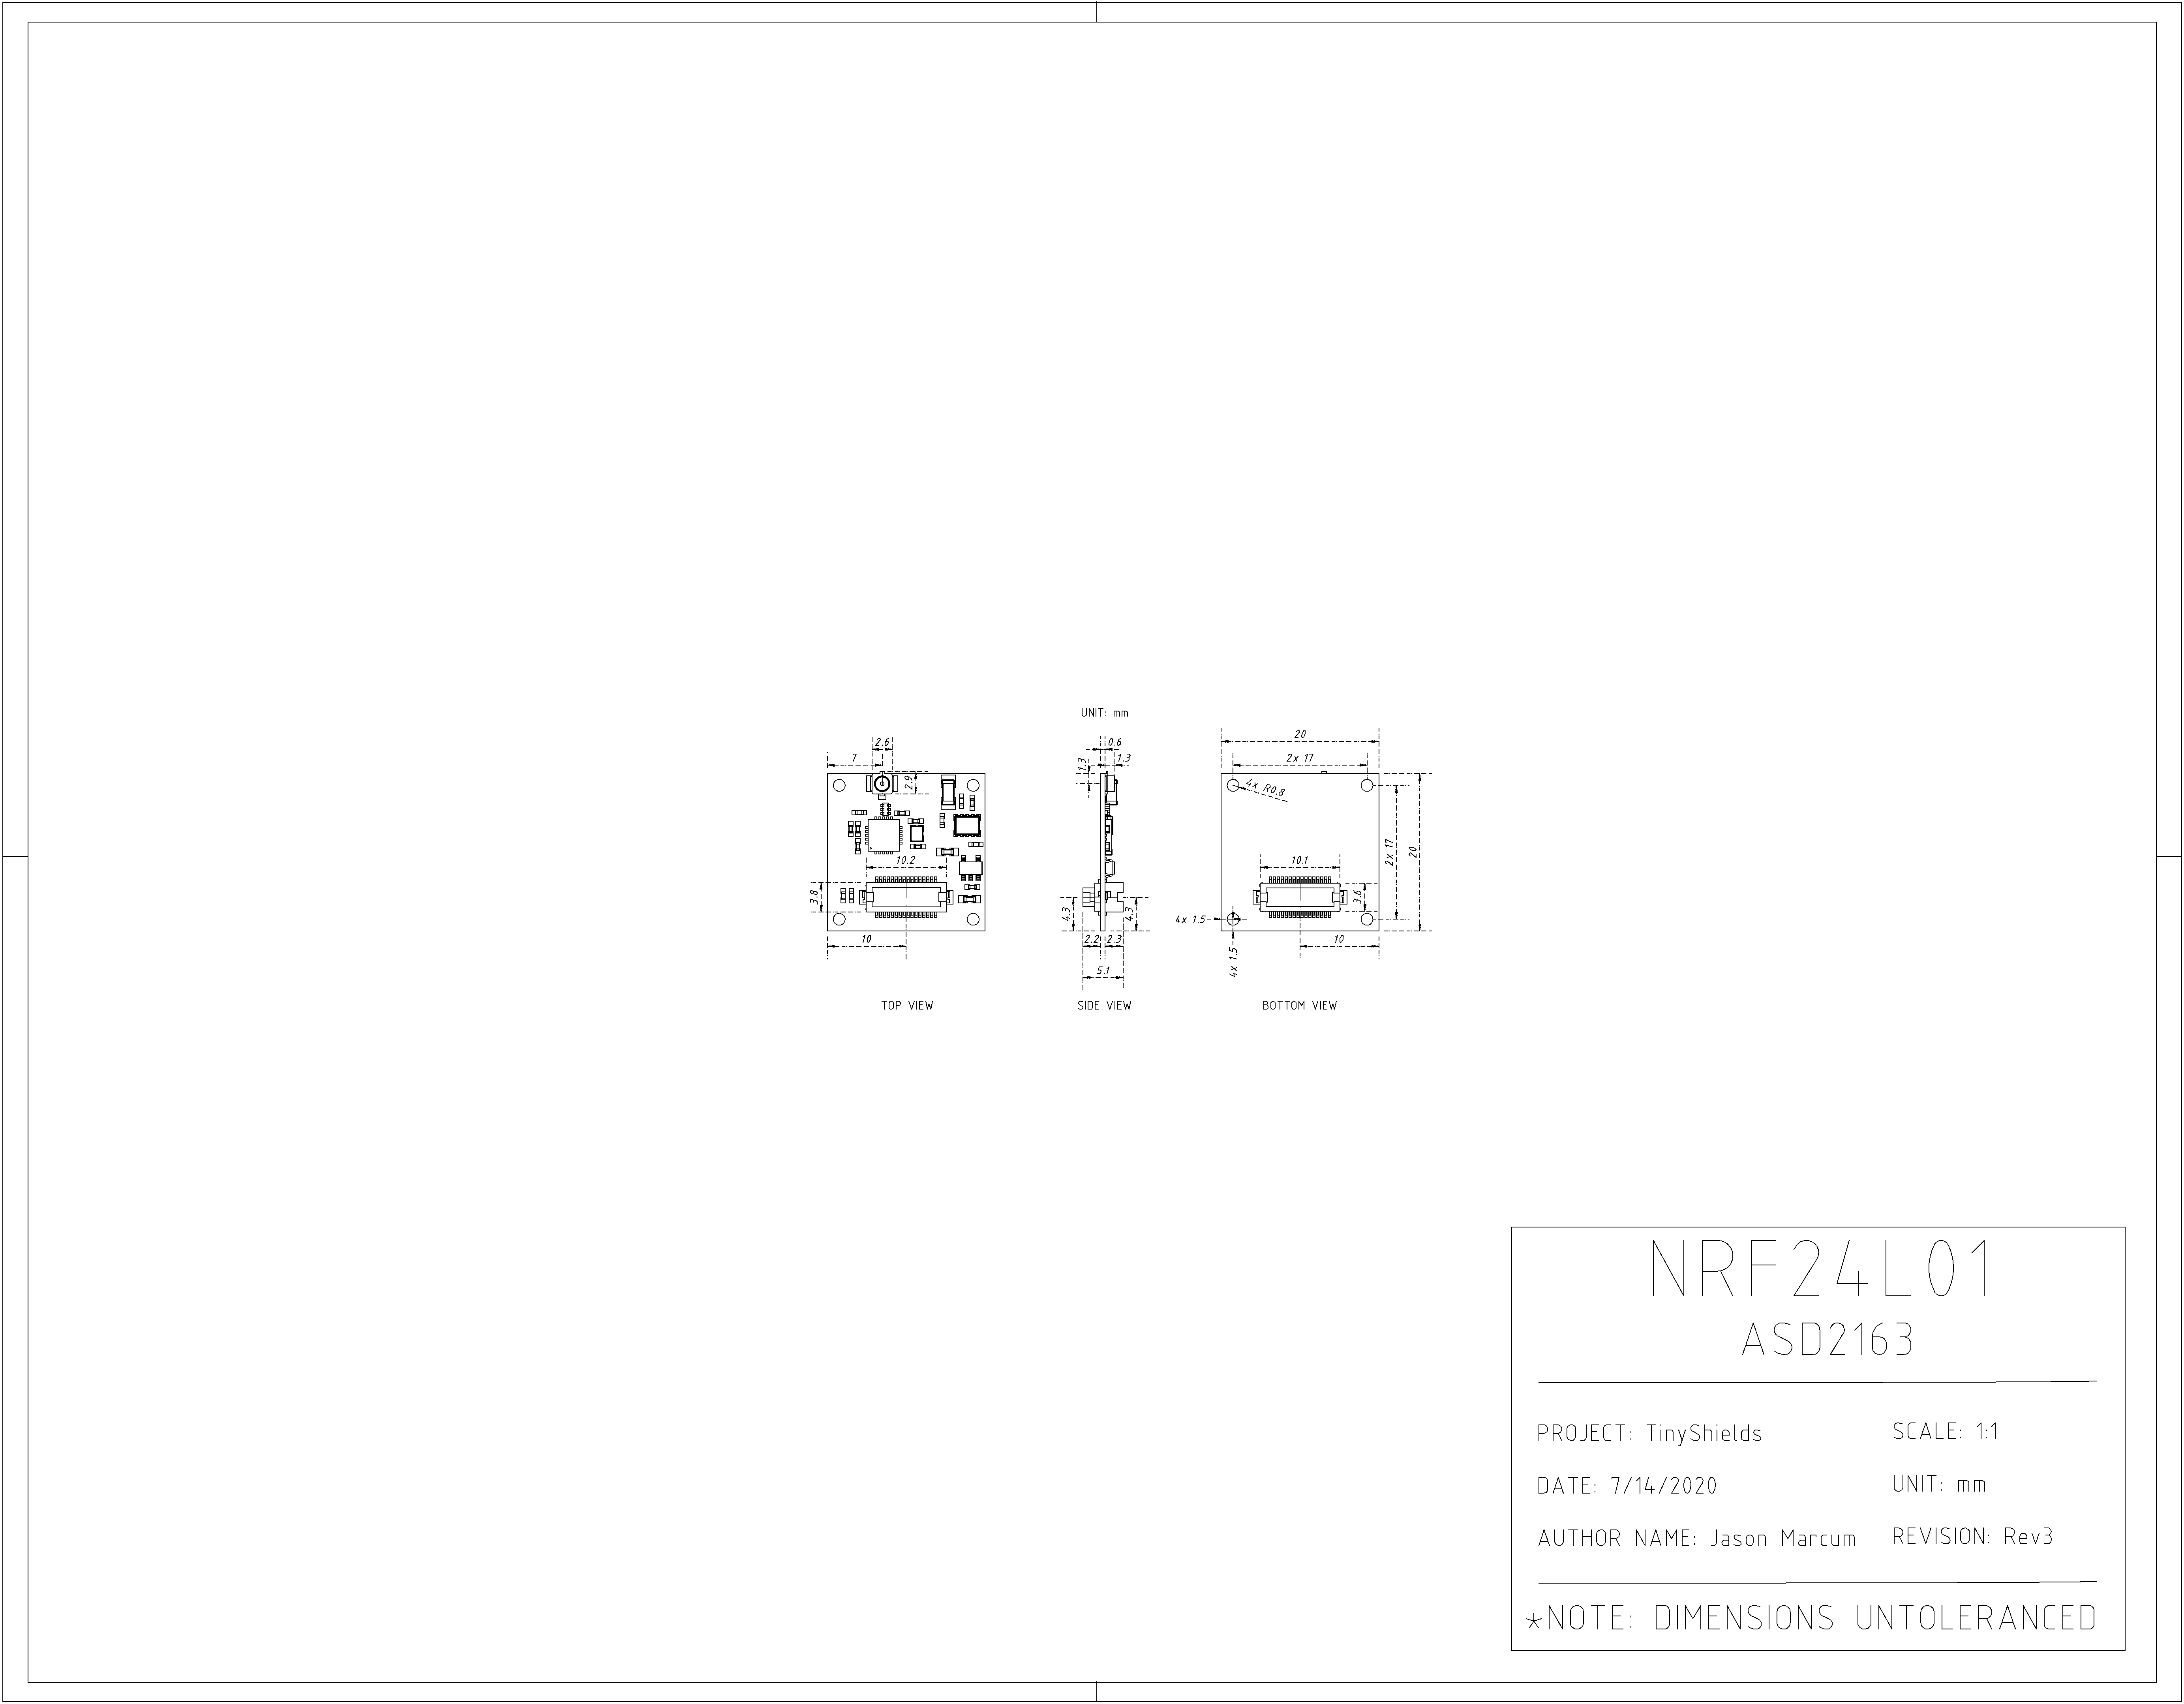 UNIT: mm
2.6
7
2.9
10.2
3.8
10
TOP VIEW
0.6
1.3
1.3
4.3
4.3
2.2
2.3
5.1
SIDE VIEW
20
2x 17
4x R0.8
2x 17
20
10.1
3.6
4x 1.5
4x 1.5
10
BOTTOM VIEW
NRF24L01
ASD2163
PROJECT: TinyShields
SCALE: 1:1
DATE: 7/14/2020
UNIT: mm
AUTHOR NAME: Jason Marcum
REVISION: Rev3
*NOTE: DIMENSIONS UNTOLERANCED